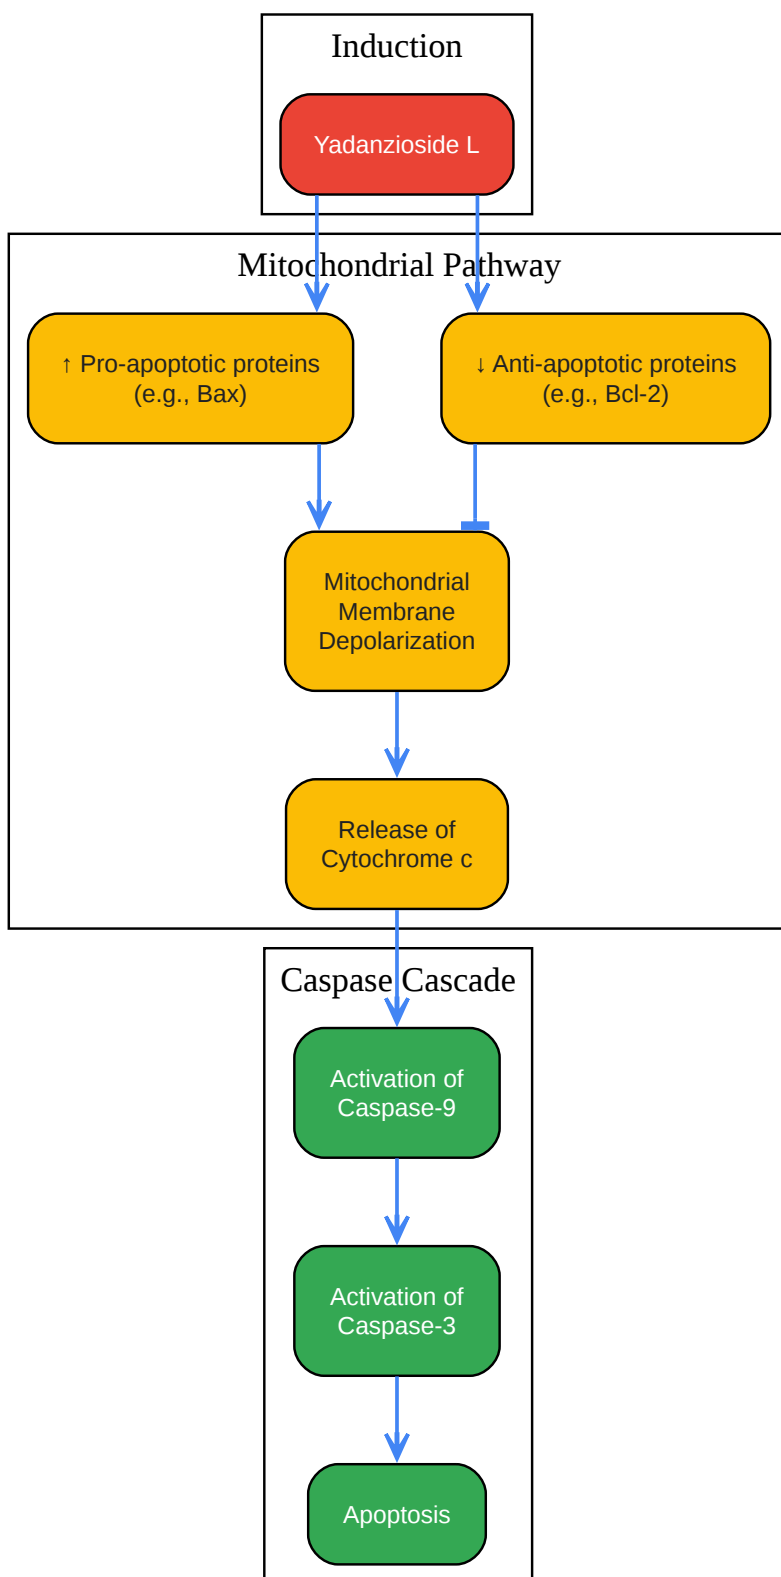 Induction
Yadanzioside L
Mitochondrial Pathway
↑ Pro-apoptotic proteins
(e.g., Bax)
↓ Anti-apoptotic proteins
(e.g., Bcl-2)
Mitochondrial
Membrane
Depolarization
Release of
Cytochrome c
Caspase Cascade
Activation of
Caspase-9
Activation of
Caspase-3
Apoptosis